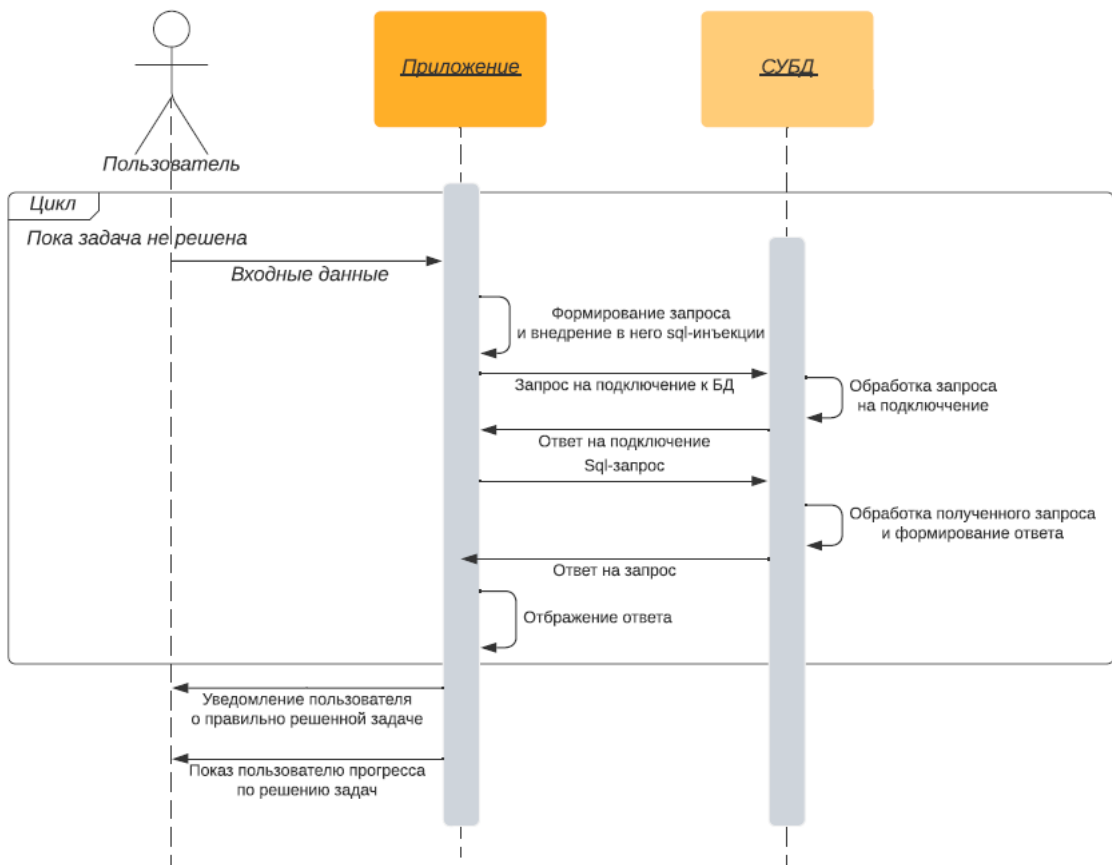 Приложение
СУБД
Пользователь
Цикл
Пока задача не решена
Входные данные
Формирование запроса
и внедрение в него sql-инъекции
Запрос на подключение к БД
Обработка запроса
на подключчение
Ответ на подключение
Sql-запрос
Обработка полученного запроса
и формирование ответа
Ответ на запрос
Отбражение ответа
Уведомление пользователя
о правильно решенной задаче
Показ пользователю прогресса
по решению задач